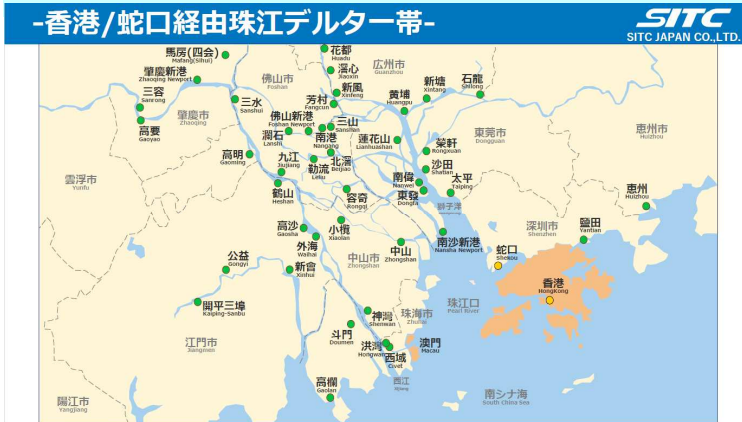 -香港/蛇口経由珠江デルタ一帯-
SITC
SITC JAPAN CO.,LTD.
馬房(四会)
Mafang(Sihui)
肇慶新港
Zhaoqing Newport
三容
Sanrong
肇慶市
Zhaoqing
高要
Gaoyao
三水
Sanshui
佛山市
Foshan
花都
Huadu
滘心
Jiaoxin
広州市
Guanzhou
新風
Xinfeng
芳村
Fangcun
黄埔
Huangpu
新塘
Xintang
石龍
Shilong
佛山新港
Foshan Newport
三山
Sanshan
瀾石
Lanshi
南港
Nangang
蓮花山
Lianhuashan
東莞市
Dongguan
惠州市
Huizhou
榮軒
Rongxuan
高明
Gaoming
九江
Jiujiang
勒流
Leliu
北滘
Beijiao
沙田
Shatian
南偉
Nanwei
太平
Taiping
東發
Dongfa
雲浮市
Yunfu
鶴山
Heshan
容奇
Rongqi
獅子洋
惠州
Huizhou
高沙
Gaosha
小欖
Xiaolan
外海
Waihai
南沙新港
Nansha Newport
深圳市
Shenzhen
鹽田
Yantian
公益
Gongyi
新會
Xinhui
中山市
Zhongshan
中山
Zhongshan
蛇口
Shekou
香港
HongKong
開平三埠
Kaiping-Sanbu
神灣
Shenwan
珠海市
Zhuhai
珠江口
Pearl River
斗門
Doumen
洪灣
Hongwan
西域
Civet
澳門
Macau
江門市
Jiangmen
高欄
Gaolan
西江
Xijiang
陽江市
Yangjiang
南シナ海
South China Sea